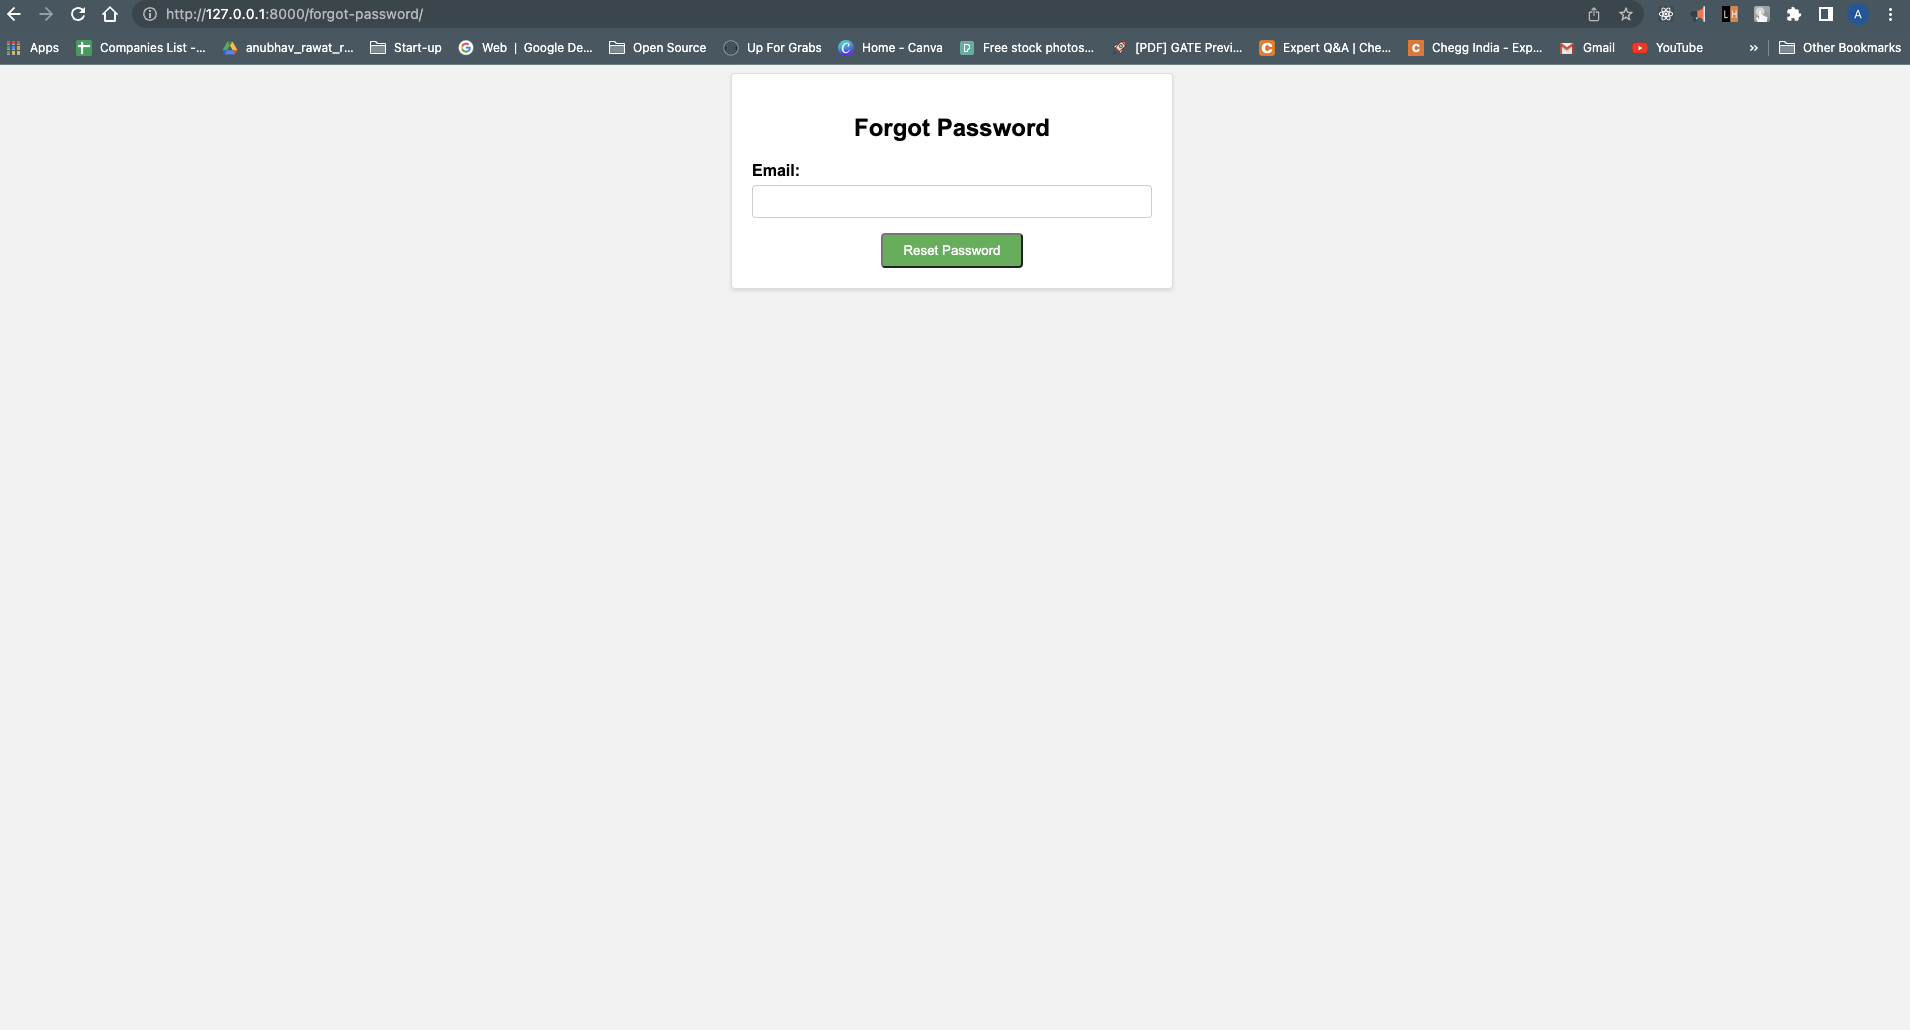 http://127.0.0.1:8000/forgot-password/
A
Apps Companies List -... anubhav_rawat_r... Start-up Web | Google De... Open Source Up For Grabs Home - Canva Free stock photos... [PDF] GATE Previ... Expert Q&A | Che... Chegg India - Exp... Gmail YouTube » Other Bookmarks
Forgot Password
Email:
Reset Password